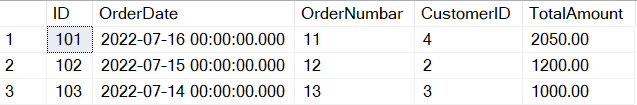 ID OrderDate OrderNumbar CustomerID TotalAmount
1 101 2022-07-16 00:00:00.000 11 4 2050.00
2 102 2022-07-15 00:00:00.000 12 2 1200.00
3 103 2022-07-14 00:00:00.000 13 3 1000.00